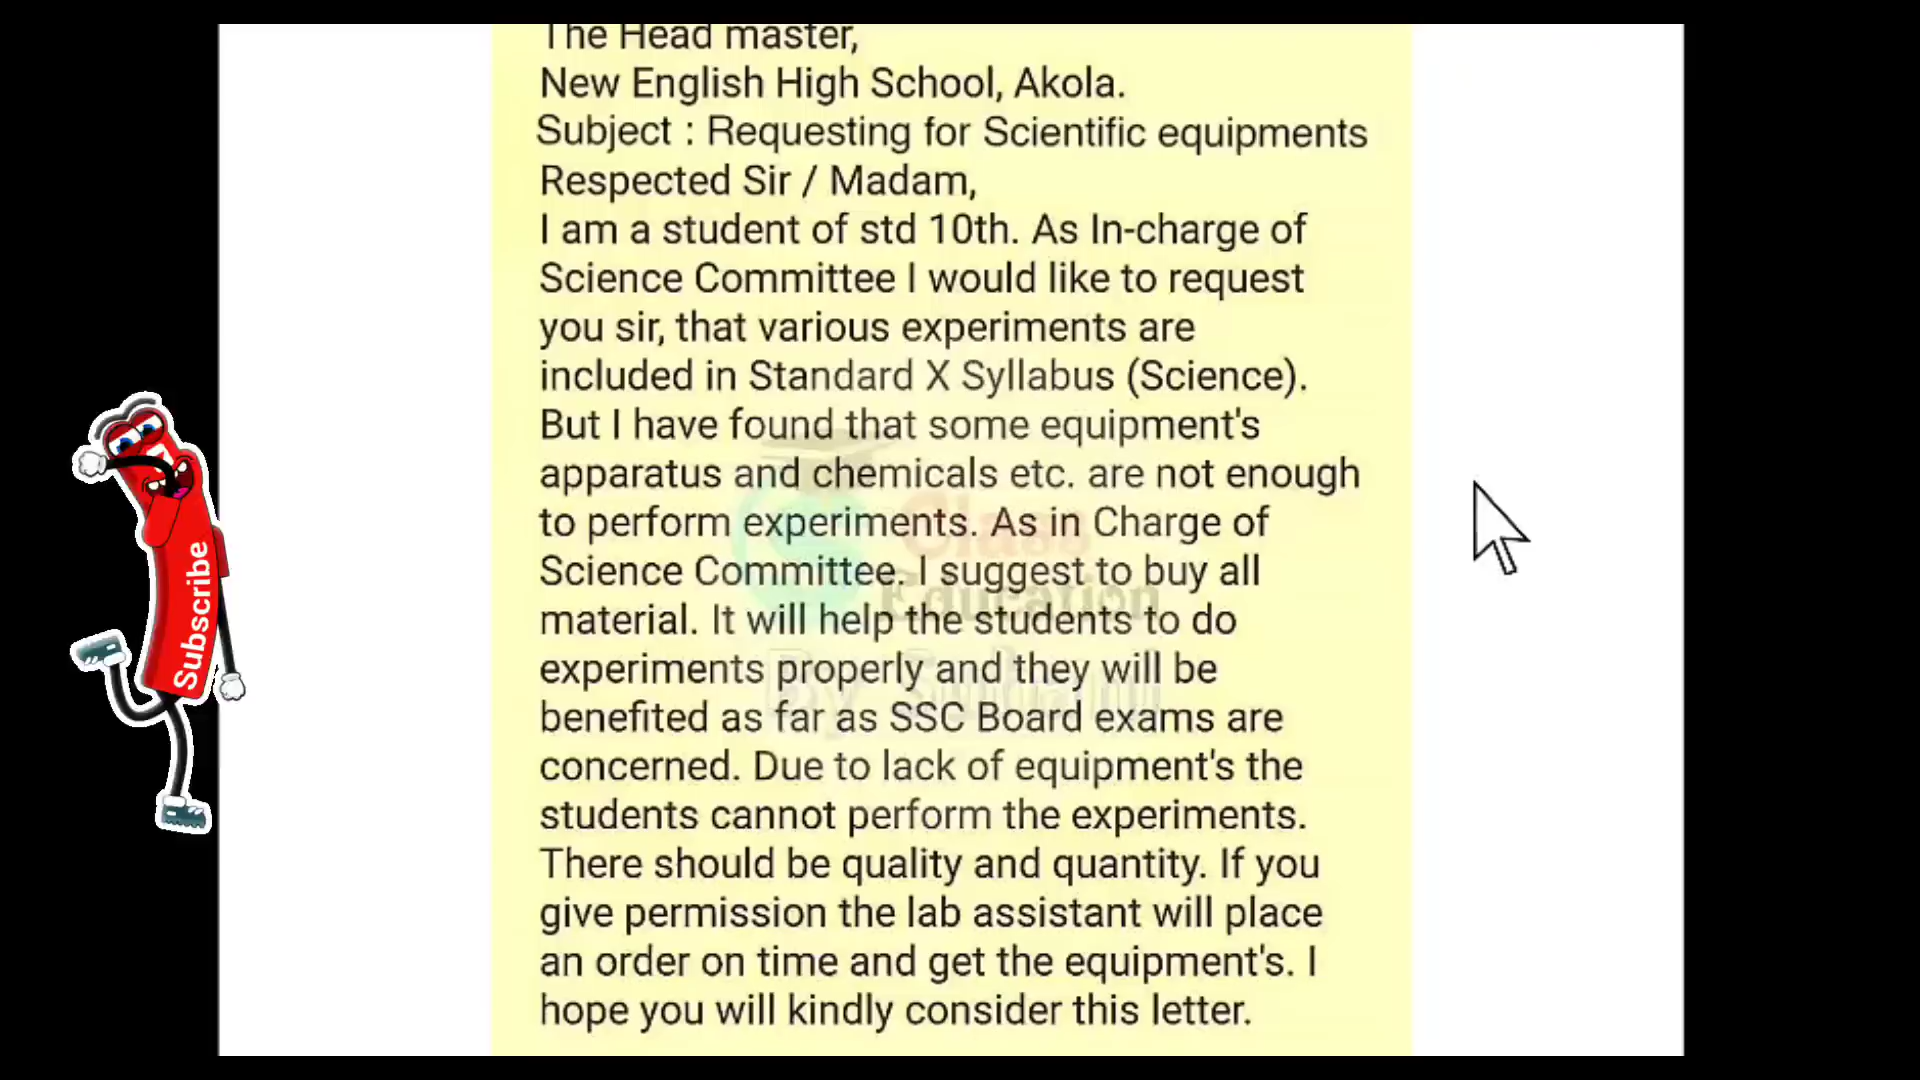 The Head master,
New English High School, Akola.
Subject : Requesting for Scientific equipments
Respected Sir / Madam,
I am a student of std 10th. As In-charge of
Science Committee I would like to request
you sir, that various experiments are
included in Standard X Syllabus (Science).
But I have found that some equipment's
apparatus and chemicals etc. are not enough
to perform experiments. As in Charge of
Science Committee. I suggest to buy all
material. It will help the students to do
experiments properly and they will be
benefited as far as SSC Board exams are
concerned. Due to lack of equipment's the
students cannot perform the experiments.
There should be quality and quantity. If you
give permission the lab assistant will place
an order on time and get the equipment's. I
hope you will kindly consider this letter.
Subscribe
Class
Education
By Suhani